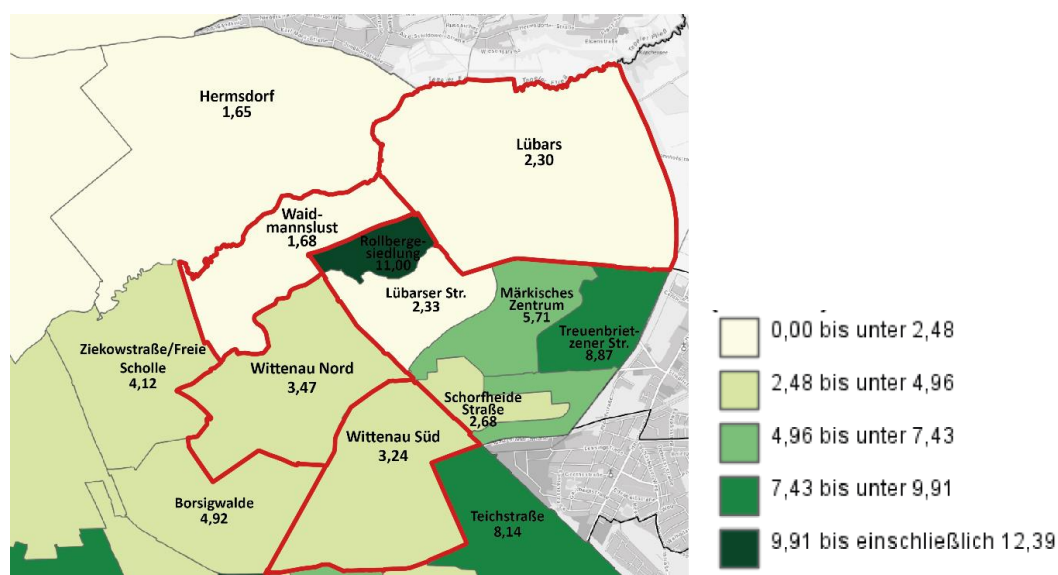 Hermsdorf
1,65
Lübars
2,30
Waid-
mannslust
1,68
Rollberge-
siedlung
11,00
Lübarser Str.
2,33
Märkisches
Zentrum
5,71
Treuenbriet-
zener Str.
8,87
Ziekowstraße/Freie
Scholle
4,12
Wittenau Nord
3,47
Schorfheide
Straße
2,68
Wittenau Süd
3,24
Borsigwalde
4,92
Teichstraße
8,14
0,00 bis unter 2,48
2,48 bis unter 4,96
4,96 bis unter 7,43
7,43 bis unter 9,91
9,91 bis einschließlich 12,39